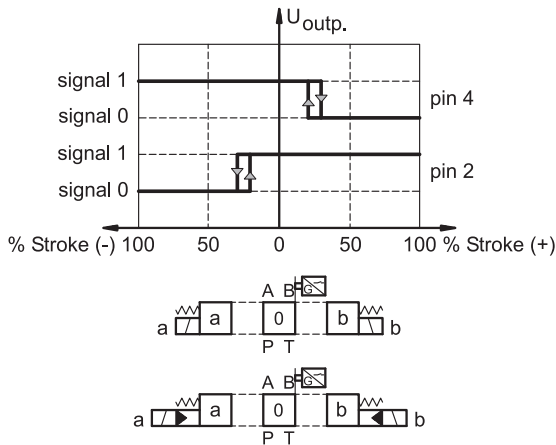 U outp.
signal 1
signal 0
pin 4
signal 1
signal 0
pin 2
% Stroke (-) 100 50 0 50 100 % Stroke (+)
A B G
a a 0 b b
P T
A B G
a a 0 b b
P T